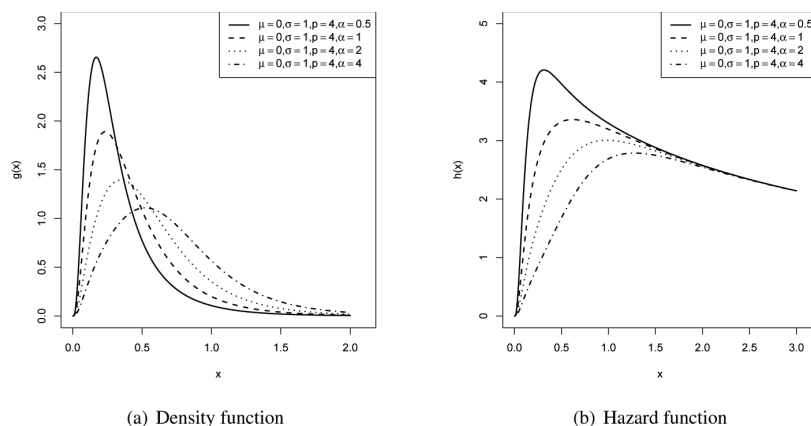 3.0
2.5
2.0
1.5
1.0
0.5
0.0
g(x)
μ = 0,σ = 1,p = 4,α = 0.5
μ = 0,σ = 1,p = 4,α = 1
μ = 0,σ = 1,p = 4,α = 2
μ = 0,σ = 1,p = 4,α = 4
0.0 0.5 1.0 1.5 2.0
x
(a) Density function
5
4
3
2
1
0
h(x)
μ = 0,σ = 1,p = 4,α = 0.5
μ = 0,σ = 1,p = 4,α = 1
μ = 0,σ = 1,p = 4,α = 2
μ = 0,σ = 1,p = 4,α = 4
0.0 0.5 1.0 1.5 2.0 2.5 3.0
x
(b) Hazard function